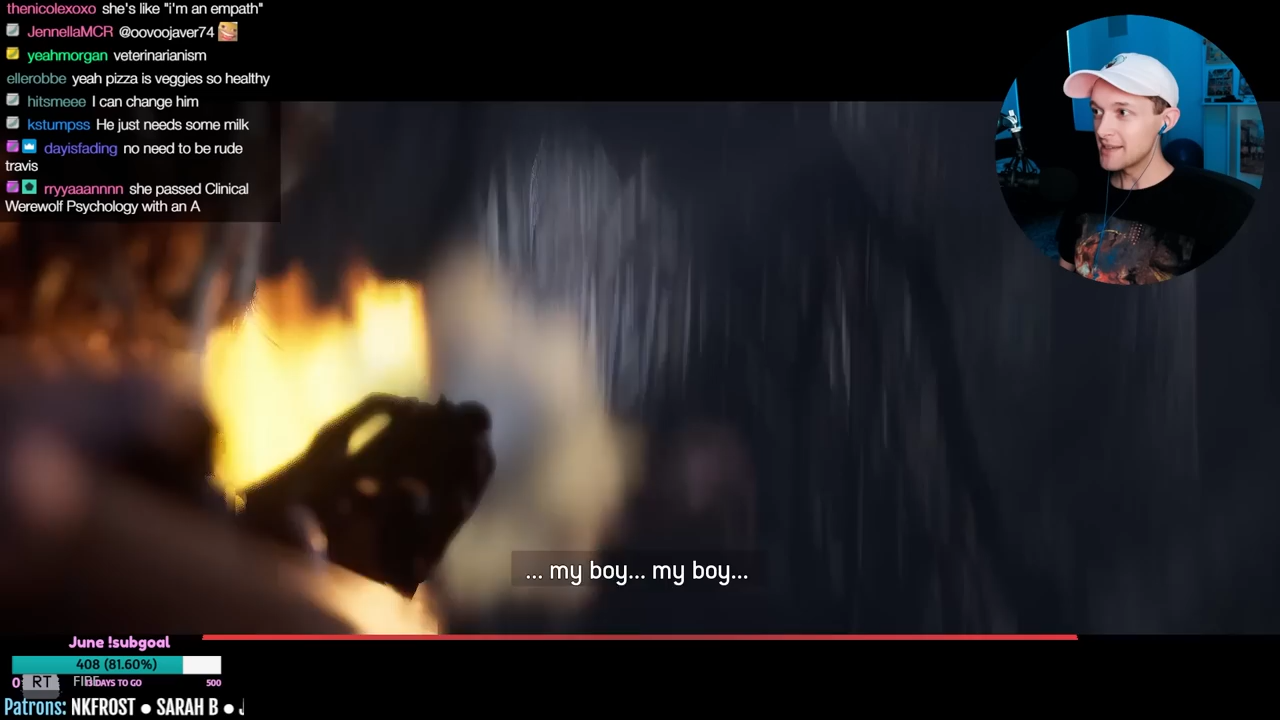 thenicolexoxo she's like "i'm an empath"
JennellaMCR @oovoojaver74
yeahmorgan veterinarianism
ellerobbe yeah pizza is veggies so healthy
hitsmeee I can change him
kstumpss He just needs some milk
dayisfading no need to be rude
travis
rryyaaannnn she passed Clinical
Werewolf Psychology with an A
... my boy... my boy...
June !subgoal
408 (81.60%)
0 DAYS TO GO 500
RT FIRE
Patrons: NKFROST ● SARAH B ●